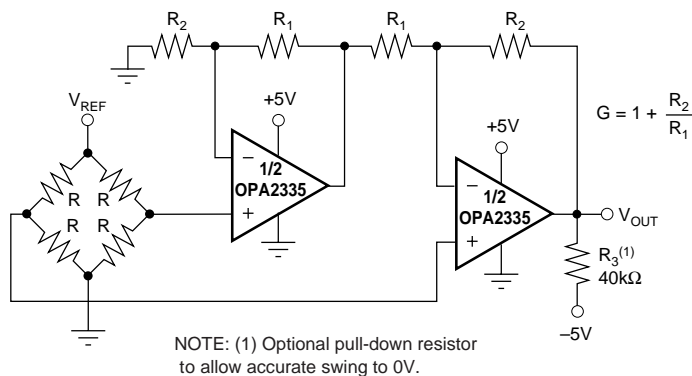 R2 R1 R1 R2
VREF
+5V
+5V
G = 1 + R2/R1
1/2
OPA2335
1/2
OPA2335
− +
− +
R R
R R
VOUT
R3(1)
40kΩ
–5V
NOTE: (1) Optional pull-down resistor
to allow accurate swing to 0V.